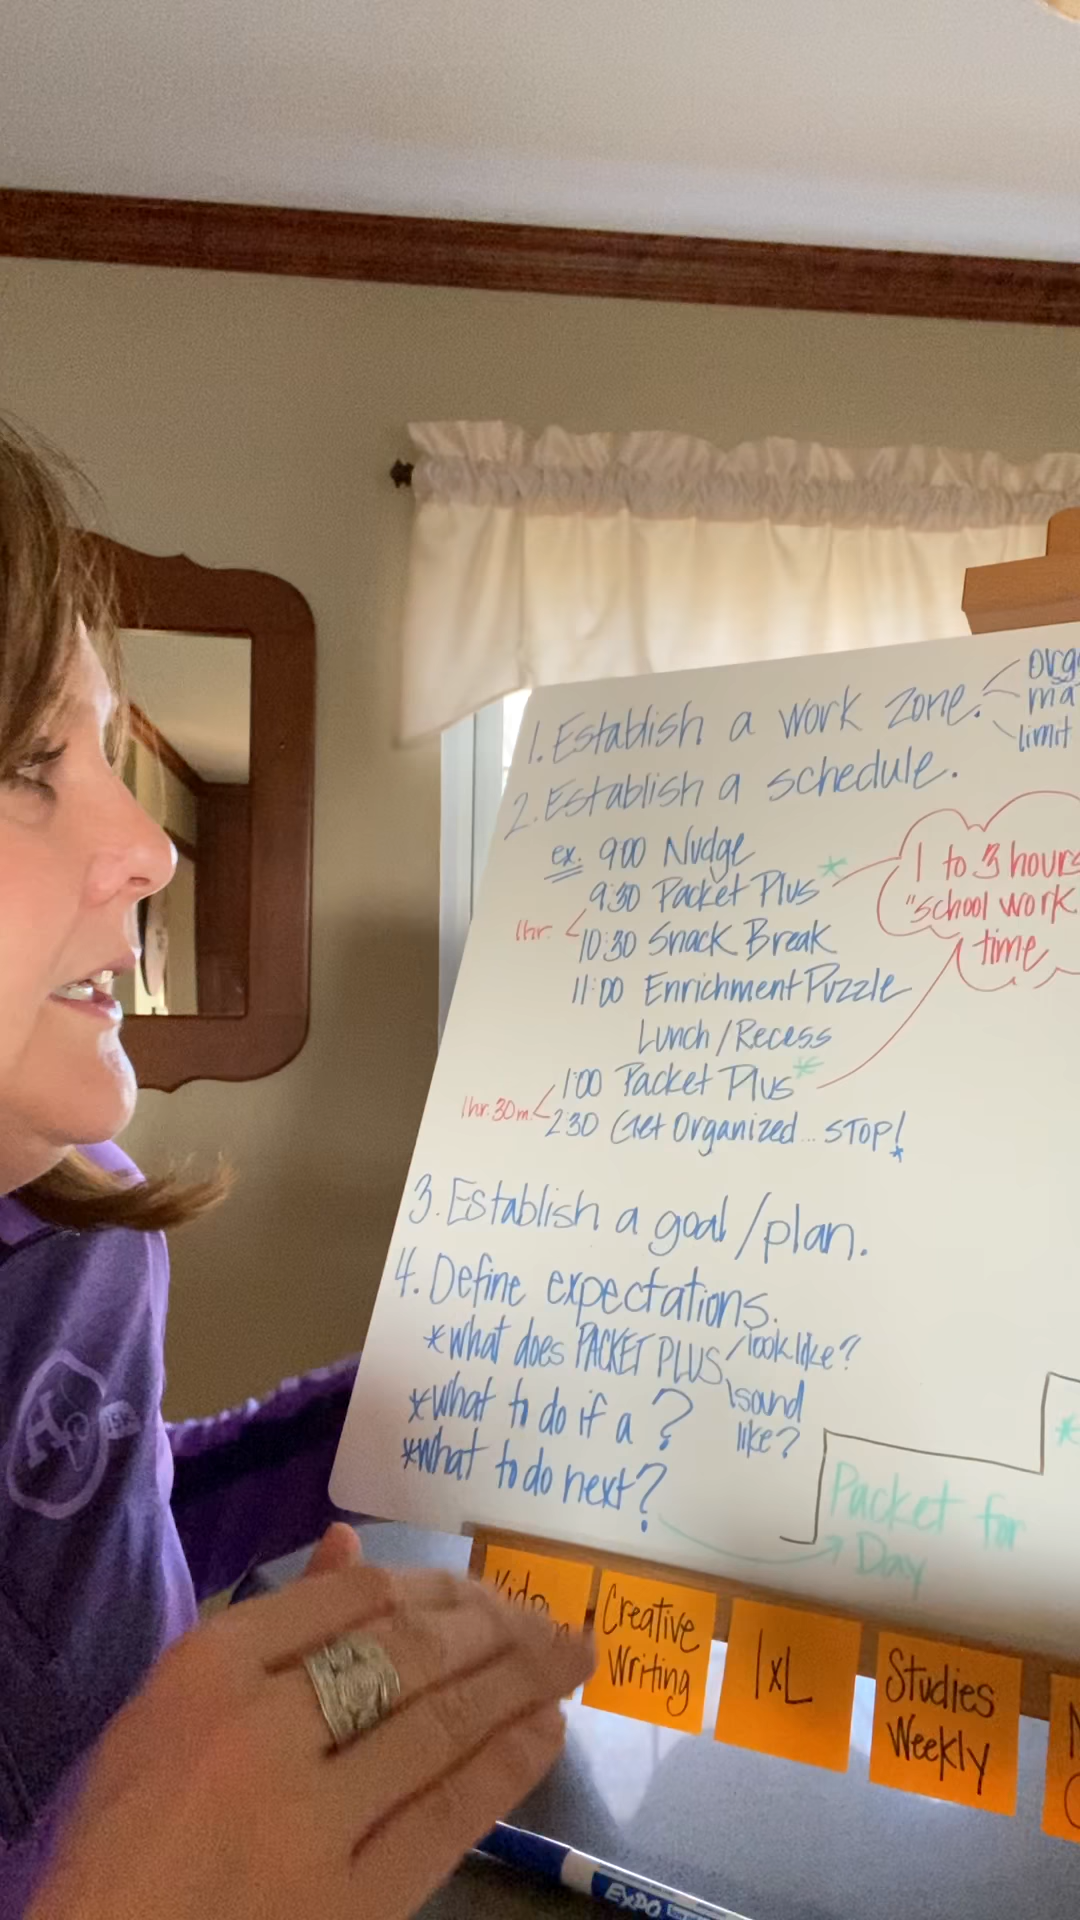 1. Establish a work zone.
limit
2. Establish a schedule.
ex. 9:00 Nudge
9:30 Packet Plus*
1hr.
10:30 Snack Break
11:00 Enrichment Puzzle
Lunch/Recess
1:00 Packet Plus*
1hr. 30m.
2:30 Get Organized... STOP!
*
1 to 3 hours
"school work
time
3. Establish a goal/plan.
4. Define expectations.
*what does PACKET PLUS look like?
sound
like?
*what to do if a ?
*what to do next?
Packet for
Day
*
Creative
Writing
IXL
Studies
Weekly
EXPO